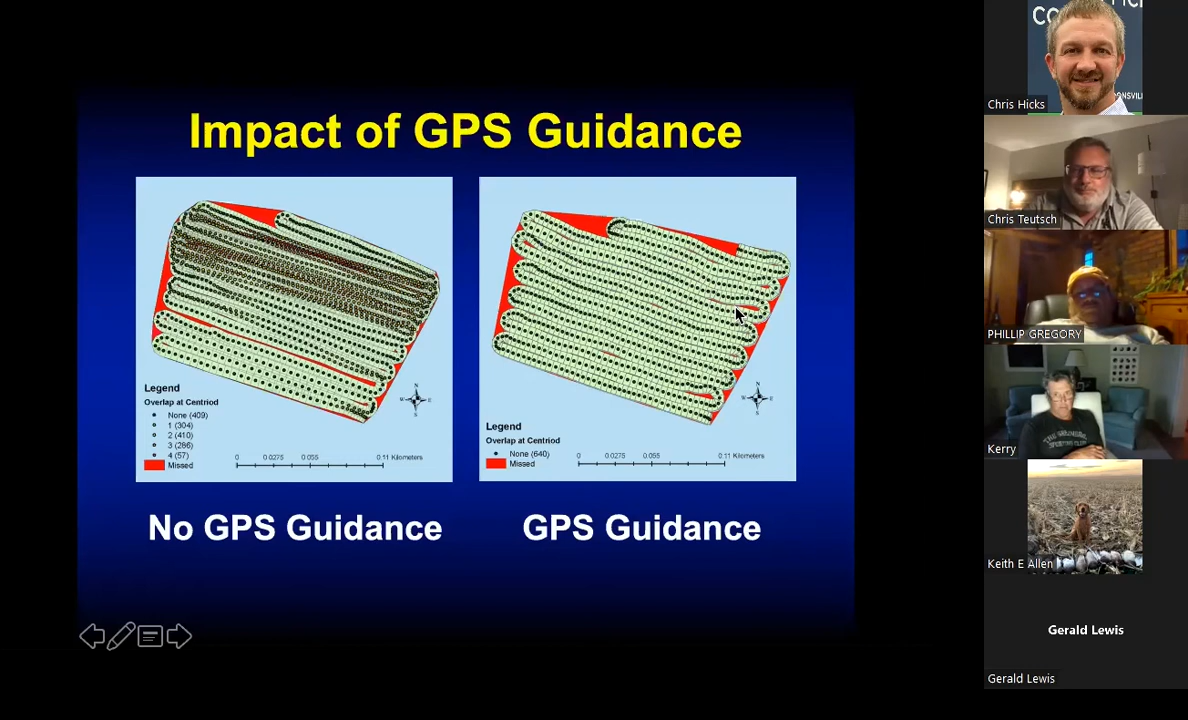 Impact of GPS Guidance
Legend
Overlap at Centriod
None (409)
1 (304)
2 (410)
3 (286)
4 (57)
Missed
N
W E
S
0 0.0275 0.055 0.11 Kilometers
Legend
Overlap at Centriod
None (640)
Missed
N
W E
S
0 0.0275 0.055 0.11 Kilometers
No GPS Guidance
GPS Guidance
Chris Hicks
Chris Teutsch
PHILLIP GREGORY
Kerry
Keith E Allen
Gerald Lewis
Gerald Lewis